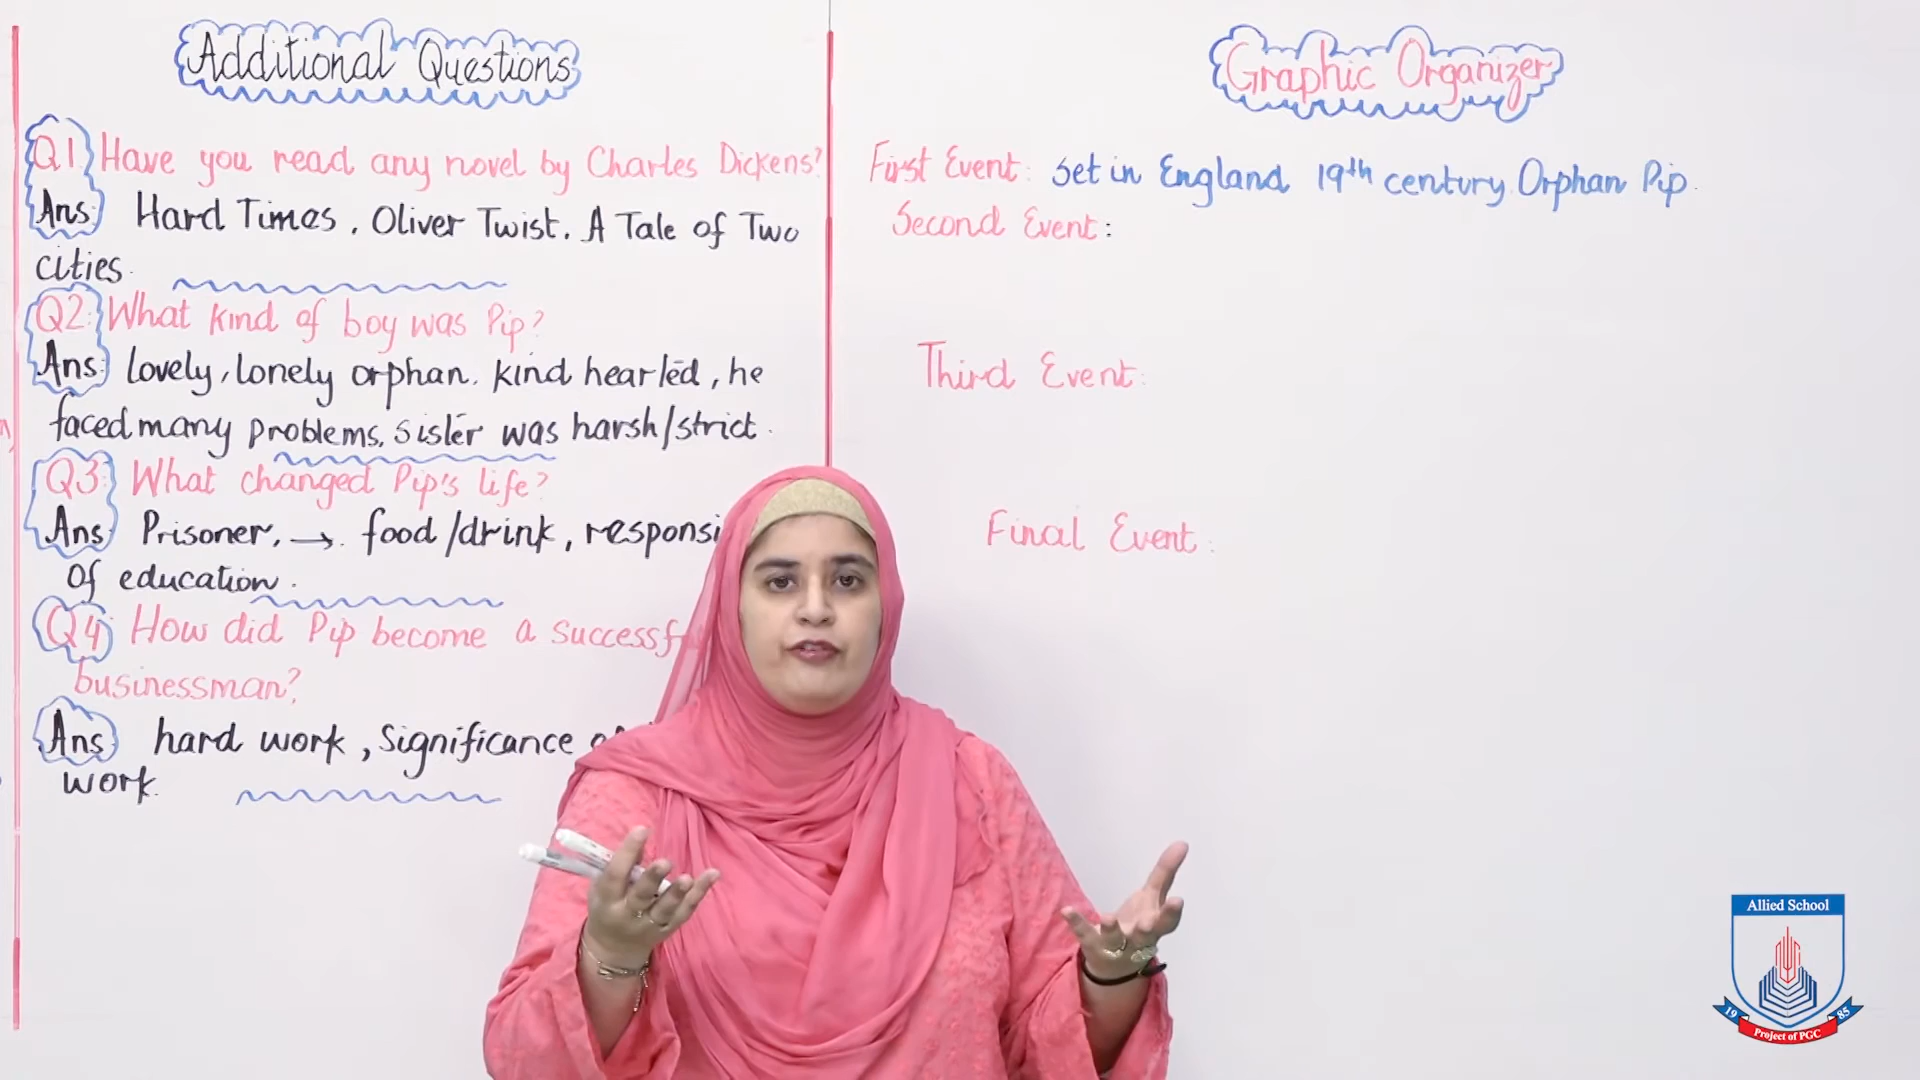 Additional Questions
Q1. Have you read any novel by Charles Dickens?
Ans: Hard Times, Oliver Twist, A Tale of Two
cities.
Q2: What kind of boy was Pip?
Ans: lovely, lonely orphan. kind hearted, he
faced many problems. Sister was harsh/strict.
Q3: What changed Pip's life?
Ans: Prisoner, → food/drink,
of education.
Q4 How did Pip become a
businessman?
Ans hard work, Significance
work.
Graphic Organizer
First Event: Set in England 19th century Orphan Pip.
Second Event:
Third Event:
Final Event:
Allied School
19 85
Project of PGC